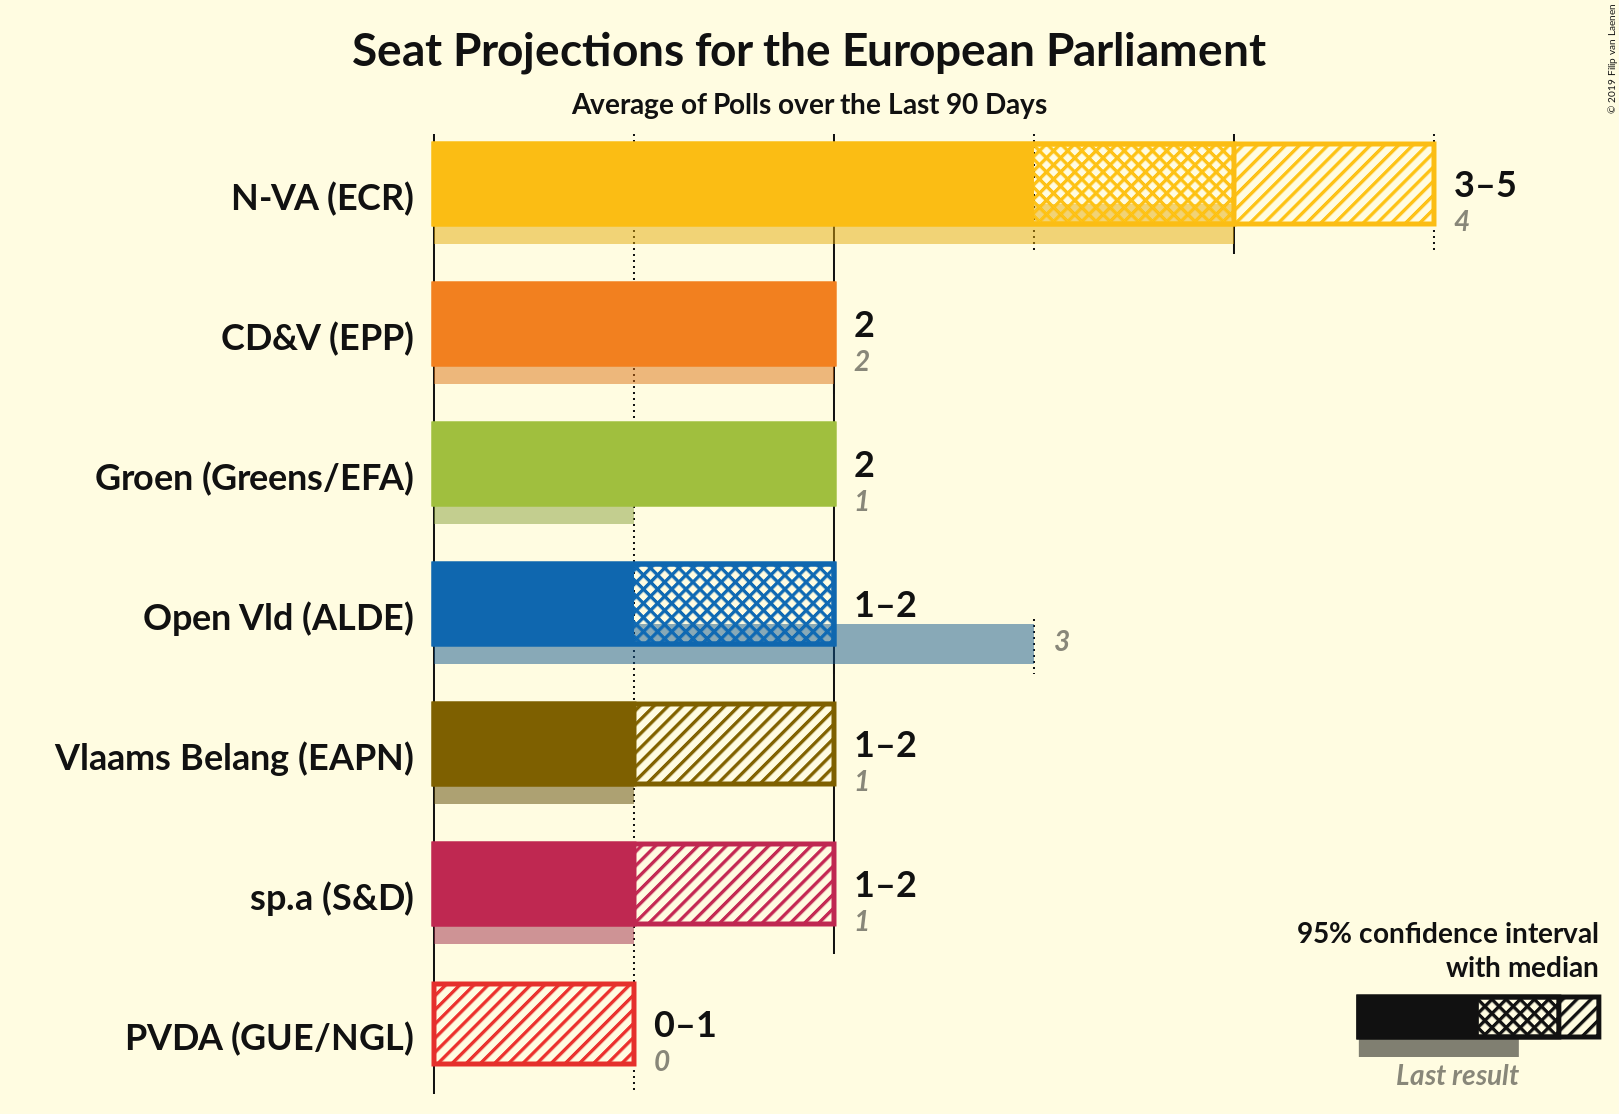 Seat Projections for the European Parliament
Average of Polls over the Last 90 Days
© 2019 Filip van Laenen
N-VA (ECR)
3–5
4
CD&V (EPP)
2
2
Groen (Greens/EFA)
2
1
Open Vld (ALDE)
1–2
3
Vlaams Belang (EAPN)
1–2
1
sp.a (S&D)
1–2
1
PVDA (GUE/NGL)
0–1
0
95% confidence interval
with median
Last result